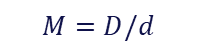 M = D/d